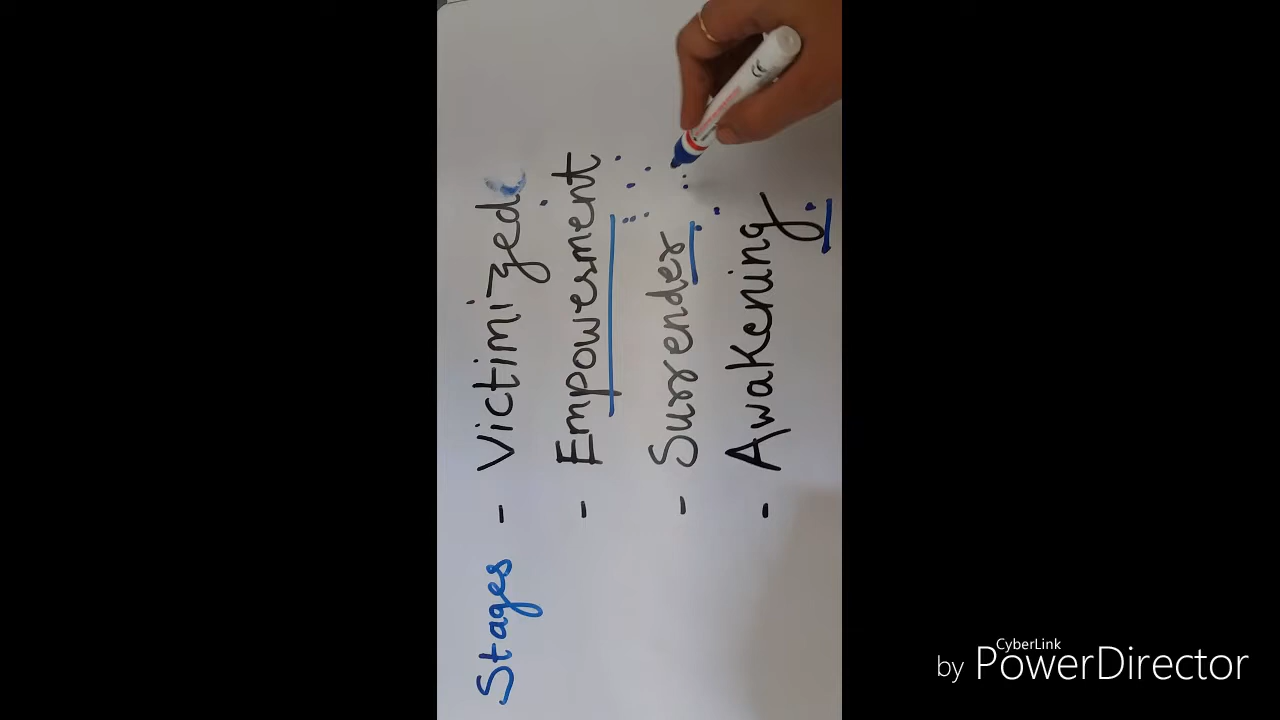 Stages - Victimized
- Empowerment
- Surrender
- Awakening
CyberLink
by PowerDirector